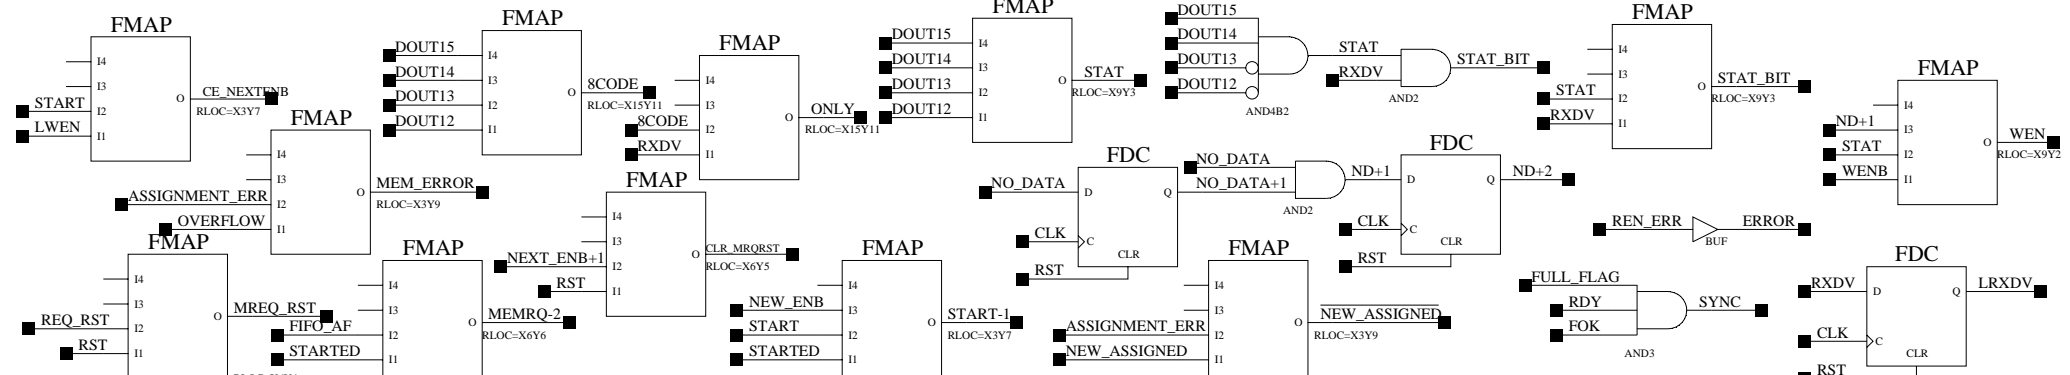 FMAP
I4
I3
START I2
LWEN I1
O CE_NEXTENB
RLOC=X3Y7
FMAP
I4
I3
ASSIGNMENT_ERR I2
OVERFLOW I1
O MEM_ERROR
RLOC=X3Y9
FMAP
DOUT15 I4
DOUT14 I3
DOUT13 I2
DOUT12 I1
O 8CODE
RLOC=X15Y11
FMAP
I4
I3
8CODE I2
RXDV I1
O ONLY
RLOC=X15Y11
FMAP
DOUT15 I4
DOUT14 I3
DOUT13 I2
DOUT12 I1
O STAT
RLOC=X9Y3
DOUT15
DOUT14
DOUT13
DOUT12
AND4B2
STAT
RXDV
AND2
STAT_BIT
FMAP
I4
I3
STAT I2
RXDV I1
O STAT_BIT
RLOC=X9Y3
FMAP
I4
ND+1 I3
STAT I2
WENB I1
O WEN
RLOC=X9Y2
FMAP
I4
I3
NEXT_ENB+1 I2
RST I1
O CLR_MRQRST
RLOC=X6Y5
FDC
NO_DATA D
CLK C
RST
CLR
Q NO_DATA+1
NO_DATA
AND2
ND+1
FDC
D
Q ND+2
CLK C
CLR
RST
REN_ERR
BUF
ERROR
FMAP
I4
I3
REQ_RST I2
RST I1
O MREQ_RST
FMAP
I4
I3
FIFO_AF I2
STARTED I1
O MEMRQ-2
RLOC=X6Y6
FMAP
I4
NEW_ENB I3
START I2
STARTED I1
O START-1
RLOC=X3Y7
FMAP
I4
I3
ASSIGNMENT_ERR I2
NEW_ASSIGNED I1
O NEW_ASSIGNED
RLOC=X3Y9
FULL_FLAG
RDY
FOK
AND3
SYNC
FDC
RXDV D
Q LRXDV
CLK C
CLR
RST